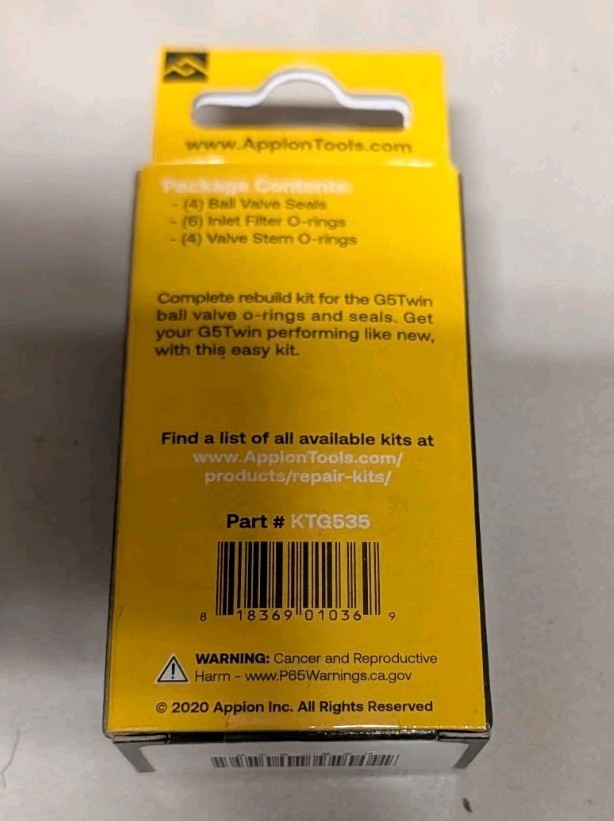 www.AppionTools.com
Package Contents:
- (4) Ball Valve Seals
- (6) Inlet Filter O-rings
- (4) Valve Stem O-rings
Complete rebuild kit for the G5Twin
ball valve o-rings and seals. Get
your G5Twin performing like new,
with this easy kit.
Find a list of all available kits at
www.AppionTools.com/
products/repair-kits/
Part # KTG535
8 18369 01036 9
WARNING: Cancer and Reproductive
Harm - www.P65Warnings.ca.gov
© 2020 Appion Inc. All Rights Reserved